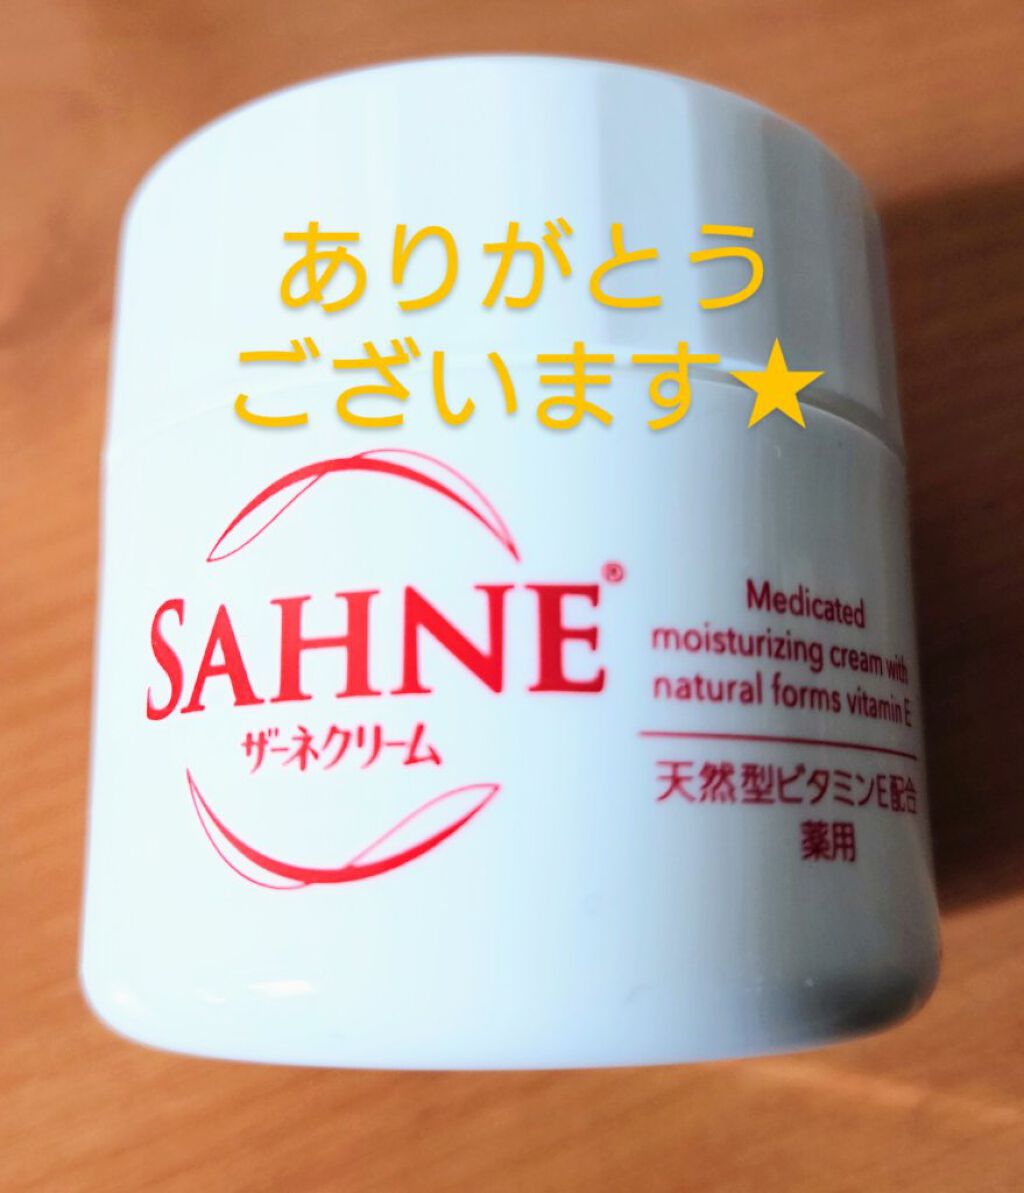 ありがとう
ございます★
SAHNE®
ザーネクリーム
Medicated
moisturizing cream with
natural forms vitamin E
天然型ビタミンE配合
薬用